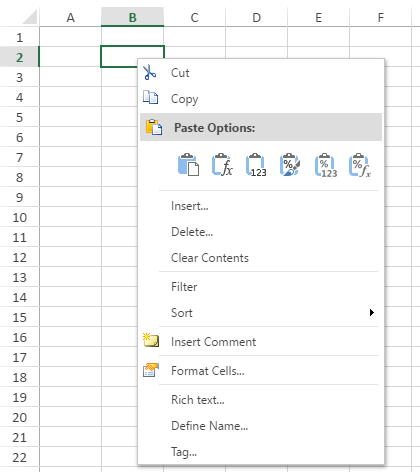 A B C D E F
1
2
3
Cut
4
Copy
5
6
Paste Options:
7
fx 123 % % 123 % fx
8
9
10
Insert...
11
Delete...
12
Clear Contents
13
14
Filter
15
Sort
16
Insert Comment
17
18
Format Cells...
19
Rich text...
20
Define Name...
21
22
Tag...